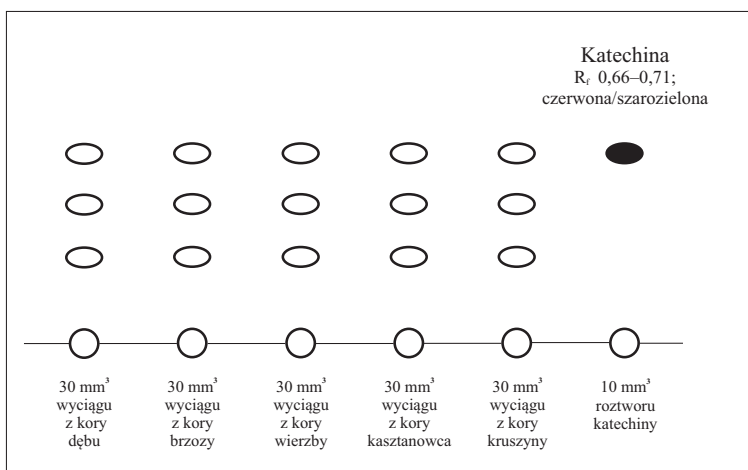 Katechina
Rf 0,66–0,71;
czerwona/szarozielona
30 mm³
wyciągu
z kory
dębu
30 mm³
wyciągu
z kory
brzozy
30 mm³
wyciągu
z kory
wierzby
30 mm³
wyciągu
z kory
kasztanowca
30 mm³
wyciągu
z kory
kruszyny
10 mm³
roztworu
katechiny